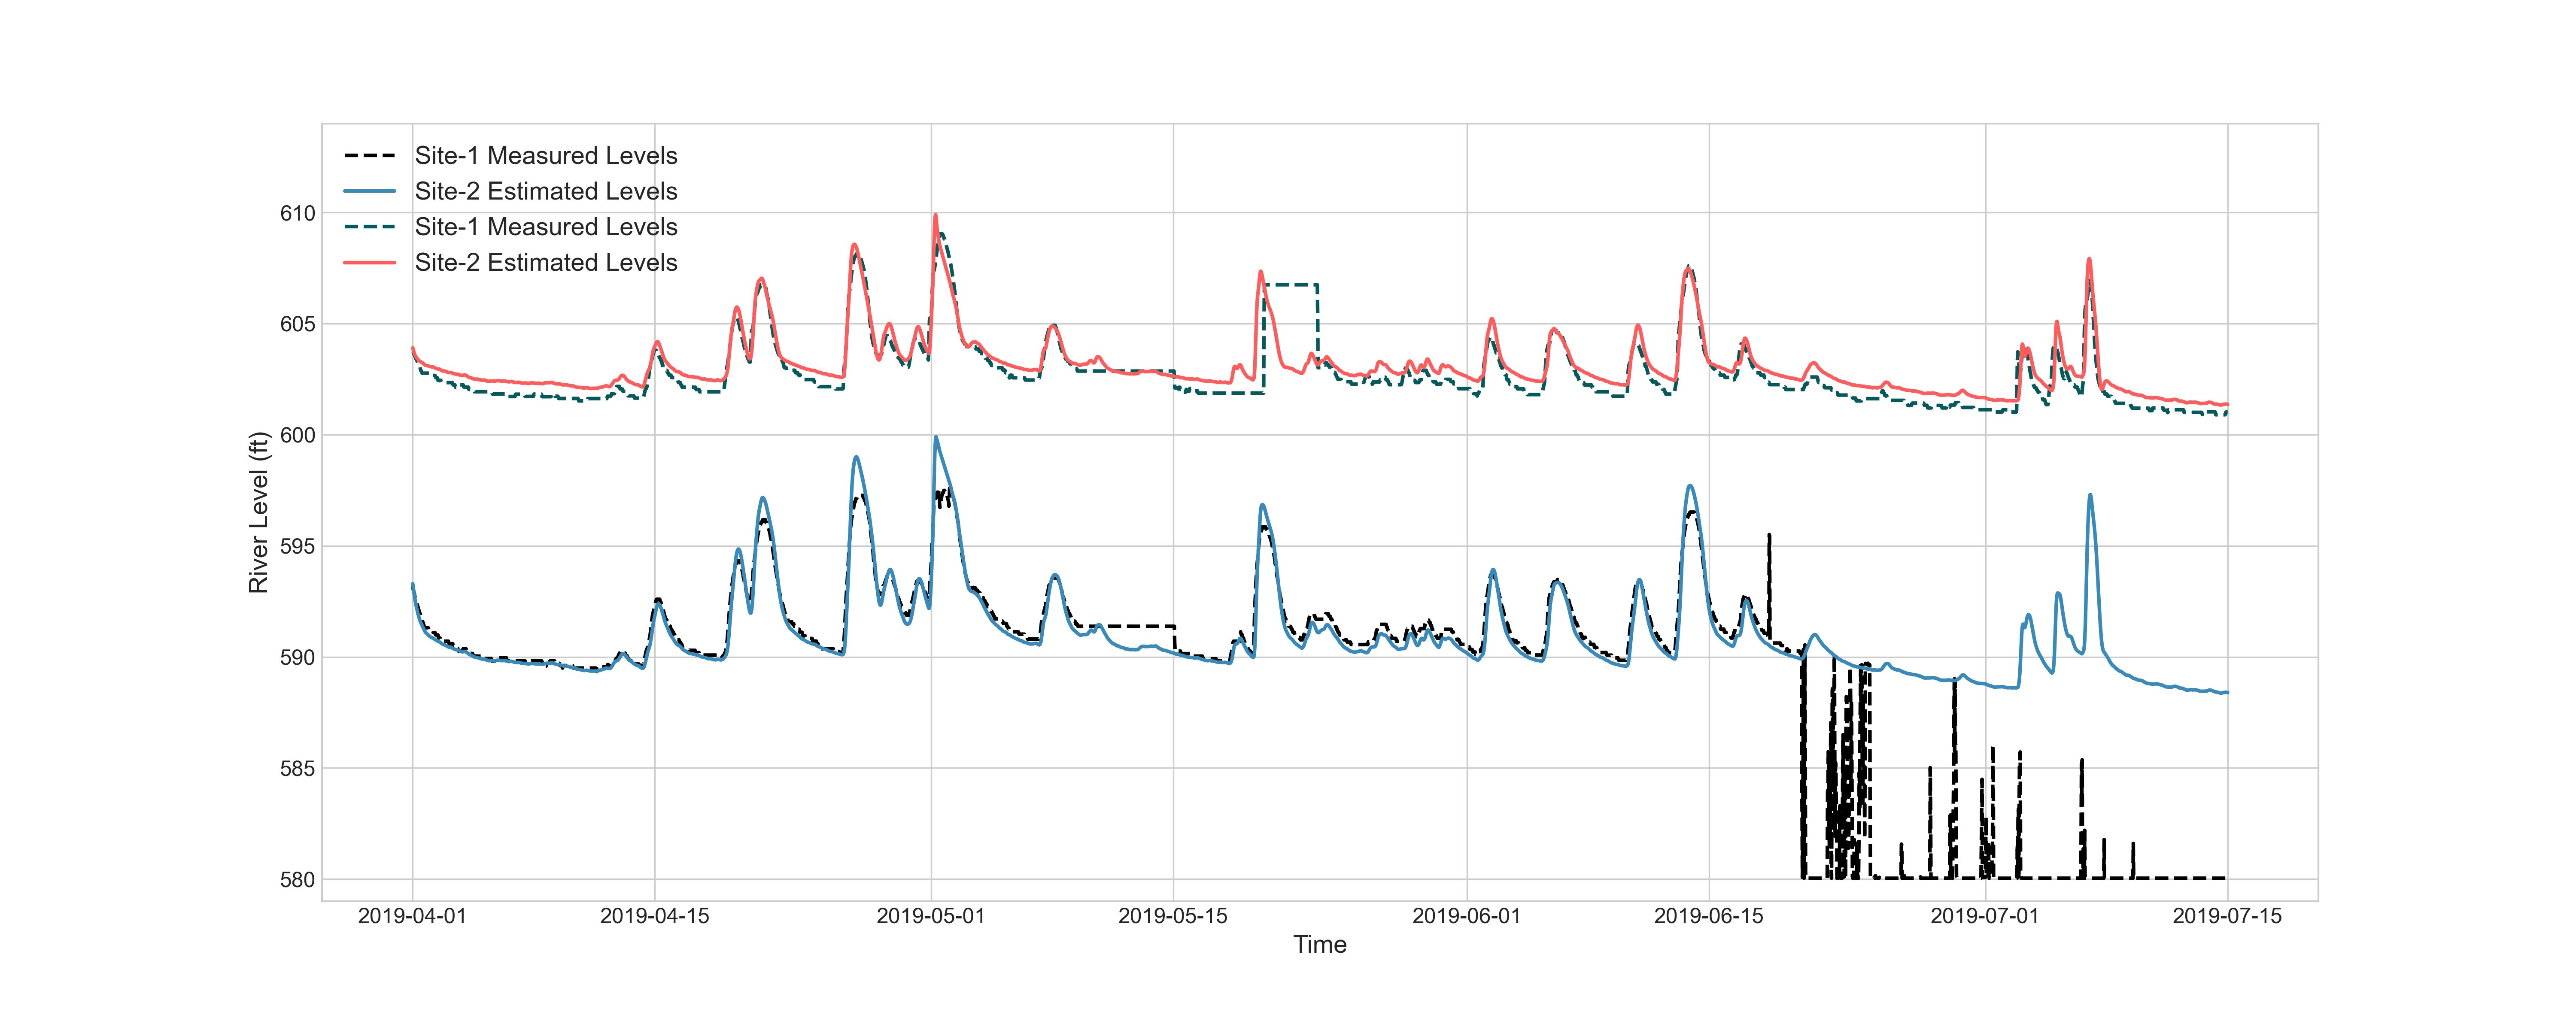 Site-1 Measured Levels
Site-2 Estimated Levels
Site-1 Measured Levels
Site-2 Estimated Levels
610
605
600
595
590
585
580
River Level (ft)
2019-04-01 2019-04-15 2019-05-01 2019-05-15 2019-06-01 2019-06-15 2019-07-01 2019-07-15
Time